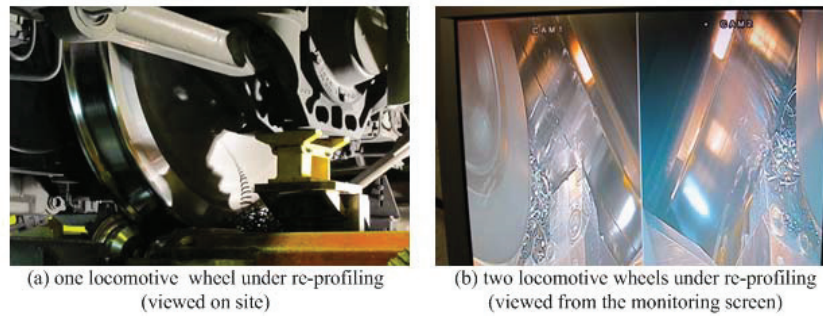 CAM1
CAM2
(a) one locomotive wheel under re-profiling
(viewed on site)
(b) two locomotive wheels under re-profiling
(viewed from the monitoring screen)